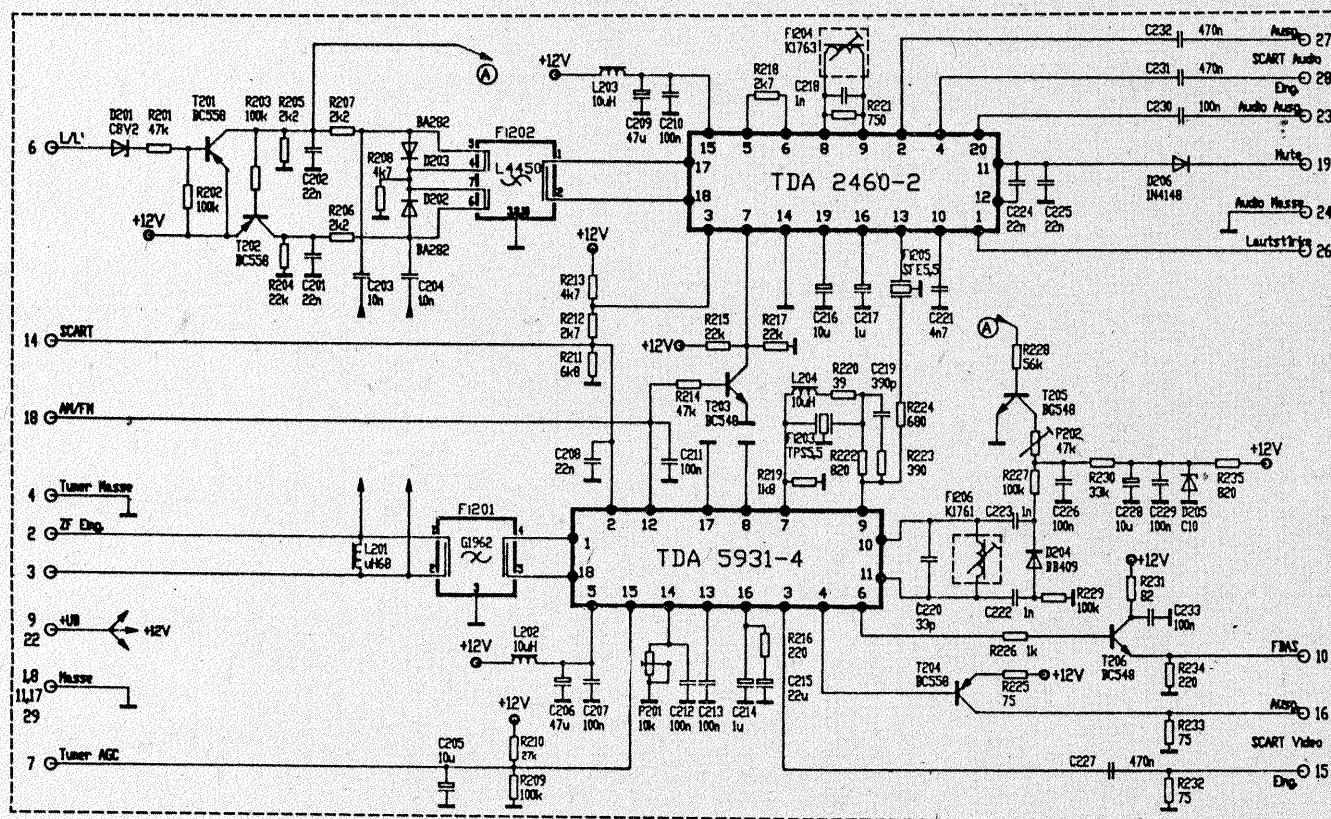 6 L/L'
D201
C8V2
R201
47k
T201
BC558
R203
100k
R205
2k2
R207
2k2
R202
100k
+12V
T202
BC558
R204
22k
C202
22n
C201
22n
R206
2k2
R208
4k7
BA282
D203
D202
BA282
C203
10n
C204
10n
A
FI202
5
4
7
6
L4450
1
2
+12V
L203
10uH
C209
47u
C210
100n
R218
2k7
FI204
K1763
C218
1n
R221
750
15 5 6 8 9 2 4 20
17
18
TDA 2460-2
11
12
3 7 14 19 16 13 10 1
C232 470n
Ausg. 27
SCART Audio
C231 470n
Eing. 28
C230 100n
Audio Ausg. 23
Mute 19
D206
1N4148
C224
22n
C225
22n
Audio Masse 24
Lautstärke 26
14 SCART
+12V
R213
4k7
R212
2k7
R211
6k8
+12V
R215
22k
R217
22k
C216
10u
C217
1u
FI205
SFE5,5
C221
4n7
18 AM/FM
R214
47k
T203
BC548
L204
10uH
R220
39
C219
390p
FI203
TPS5,5
R224
680
R222
820
R223
390
R219
1k8
C208
22n
C211
100n
A
R228
56k
T205
BC548
P202
47k
R227
100k
C226
100n
R230
33k
C228
10u
C229
100n
D205
C10
R235
820
+12V
4 Tuner Masse
2 ZF Eing.
3
L201
uH68
FI201
G1962
4
3
2 12 17 8 7 9
1
18
TDA 5931-4
10
11
5 15 14 13 16 3 4 6
FI206
K1761
C223 1n
C220
33p
C222 1n
D204
BB409
R229
100k
+12V
R231
82
C233
100n
9
22
+UB
+12V
1,8
11,17
29
Masse
7 Tuner AGC
+12V
L202
10uH
C206
47u
C207
100n
+12V
R210
27k
R209
100k
C205
10u
P201
10k
C212
100n
C213
100n
C214
1u
R216
220
C215
22u
R226 1k
T206
BC548
FBAS 10
R234
220
T204
BC558
R225
75
+12V
Ausg. 16
R233
75
SCART Video
C227 470n
Eing. 15
R232
75